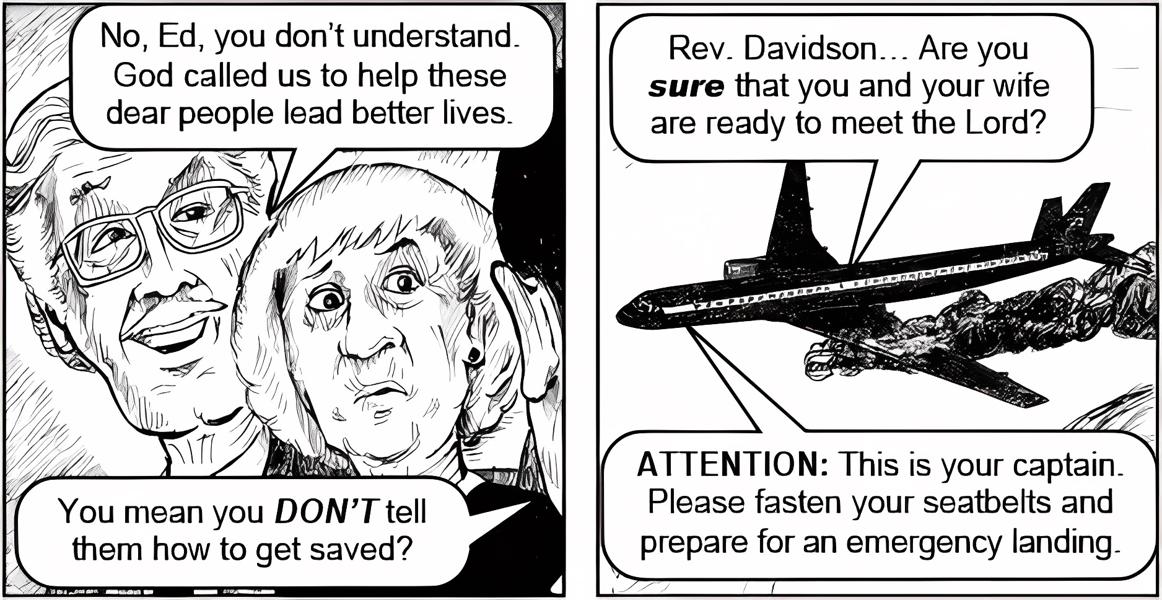 No, Ed, you don't understand.
God called us to help these
dear people lead better lives.
You mean you DON'T tell
them how to get saved?
Rev. Davidson... Are you
sure that you and your wife
are ready to meet the Lord?
ATTENTION: This is your captain.
Please fasten your seatbelts and
prepare for an emergency landing.